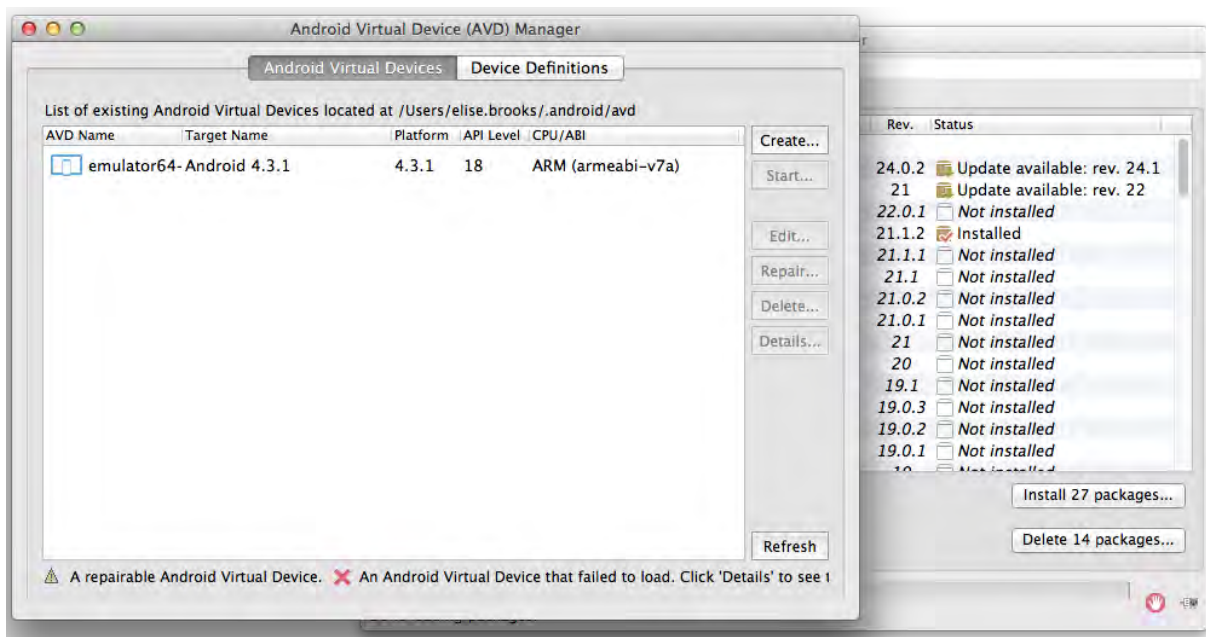 Android Virtual Device (AVD) Manager
Android Virtual Devices
Device Definitions
List of existing Android Virtual Devices located at /Users/elise.brooks/.android/avd
AVD Name Target Name Platform API Level CPU/ABI
emulator64- Android 4.3.1 4.3.1 18 ARM (armeabi-v7a)
Create...
Start...
Edit...
Repair...
Delete...
Details...
Refresh
A repairable Android Virtual Device. An Android Virtual Device that failed to load. Click 'Details' to see
r
Rev. Status
24.0.2 Update available: rev. 24.1
21 Update available: rev. 22
22.0.1 Not installed
21.1.2 Installed
21.1.1 Not installed
21.1 Not installed
21.0.2 Not installed
21.0.1 Not installed
21 Not installed
20 Not installed
19.1 Not installed
19.0.3 Not installed
19.0.2 Not installed
19.0.1 Not installed
Install 27 packages...
Delete 14 packages...